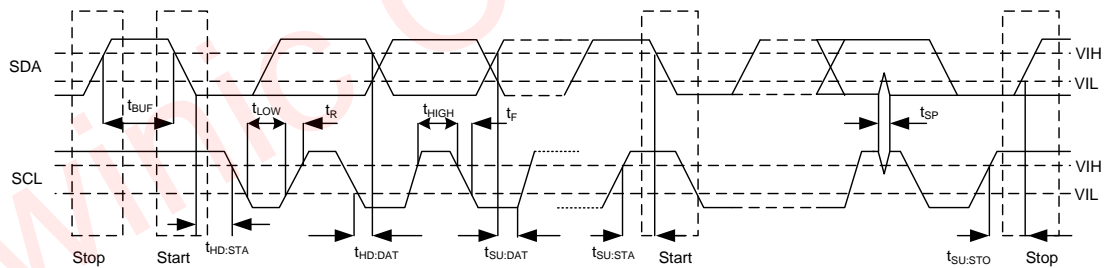 SDA
VIH
VIL
tBUF
tLOW
tR
tHIGH
tF
tSP
SCL
VIH
VIL
tHD:STA
tHD:DAT
tSU:DAT
tSU:STA
tSU:STO
Stop
Start
Start
Stop
winic